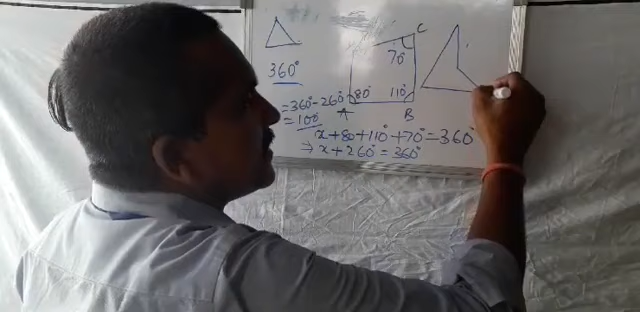 360°
C
70°
80°
110°
A
B
= 360° - 260°
= 100°
x + 80 + 110° + 70° = 360°
⇒ x + 260° = 360°